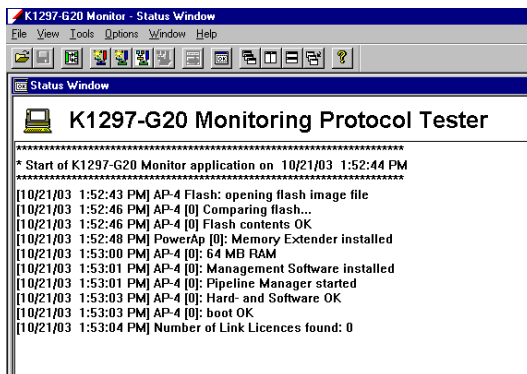 K1297-G20 Monitor - Status Window
File View Tools Options Window Help
Status Window
K1297-G20 Monitoring Protocol Tester
******************************************************************************
* Start of K1297-G20 Monitor application on 10/21/03 1:52:44 PM
******************************************************************************
[10/21/03 1:52:43 PM] AP-4 Flash: opening flash image file
[10/21/03 1:52:46 PM] AP-4 [0] Comparing flash...
[10/21/03 1:52:46 PM] AP-4 [0] Flash contents OK
[10/21/03 1:52:48 PM] PowerAp [0]: Memory Extender installed
[10/21/03 1:53:00 PM] AP-4 [0]: 64 MB RAM
[10/21/03 1:53:01 PM] AP-4 [0]: Management Software installed
[10/21/03 1:53:01 PM] AP-4 [0]: Pipeline Manager started
[10/21/03 1:53:03 PM] AP-4 [0]: Hard- and Software OK
[10/21/03 1:53:03 PM] AP-4 [0]: boot OK
[10/21/03 1:53:04 PM] Number of Link Licences found: 0